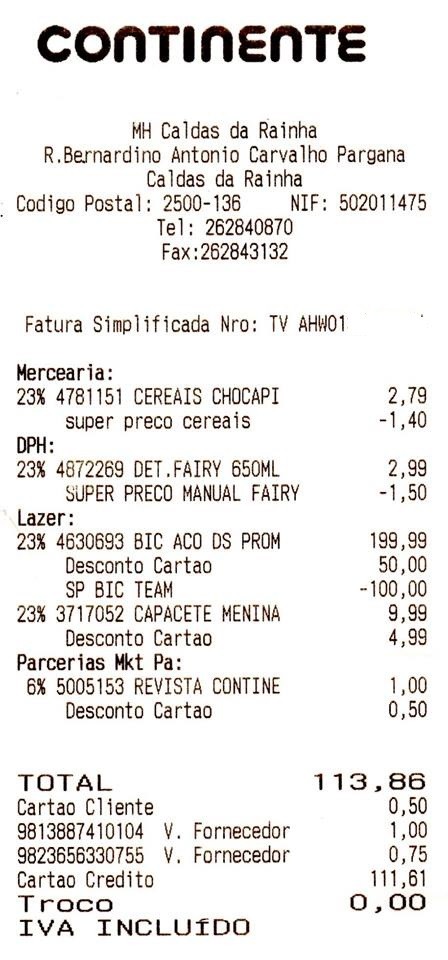 CONTINENTE
MH Caldas da Rainha
R.Bernardino Antonio Carvalho Pargana
Caldas da Rainha
Codigo Postal: 2500-136 NIF: 502011475
Tel: 262840870
Fax:262843132
Fatura Simplificada Nro: TV AHW01
Mercearia:
23% 4781151 CEREAIS CHOCAPI 2,79
super preco cereais -1,40
DPH:
23% 4872269 DET.FAIRY 650ML 2,99
SUPER PRECO MANUAL FAIRY -1,50
Lazer:
23% 4630693 BIC ACO DS PROM 199,99
Desconto Cartao 50,00
SP BIC TEAM -100,00
23% 3717052 CAPACETE MENINA 9,99
Desconto Cartao 4,99
Parcerias Mkt Pa:
6% 5005153 REVISTA CONTINE 1,00
Desconto Cartao 0,50
TOTAL 113,86
Cartao Cliente 0,50
9813887410104 V. Fornecedor 1,00
9823656330755 V. Fornecedor 0,75
Cartao Credito 111,61
Troco 0,00
IVA INCLUíDO